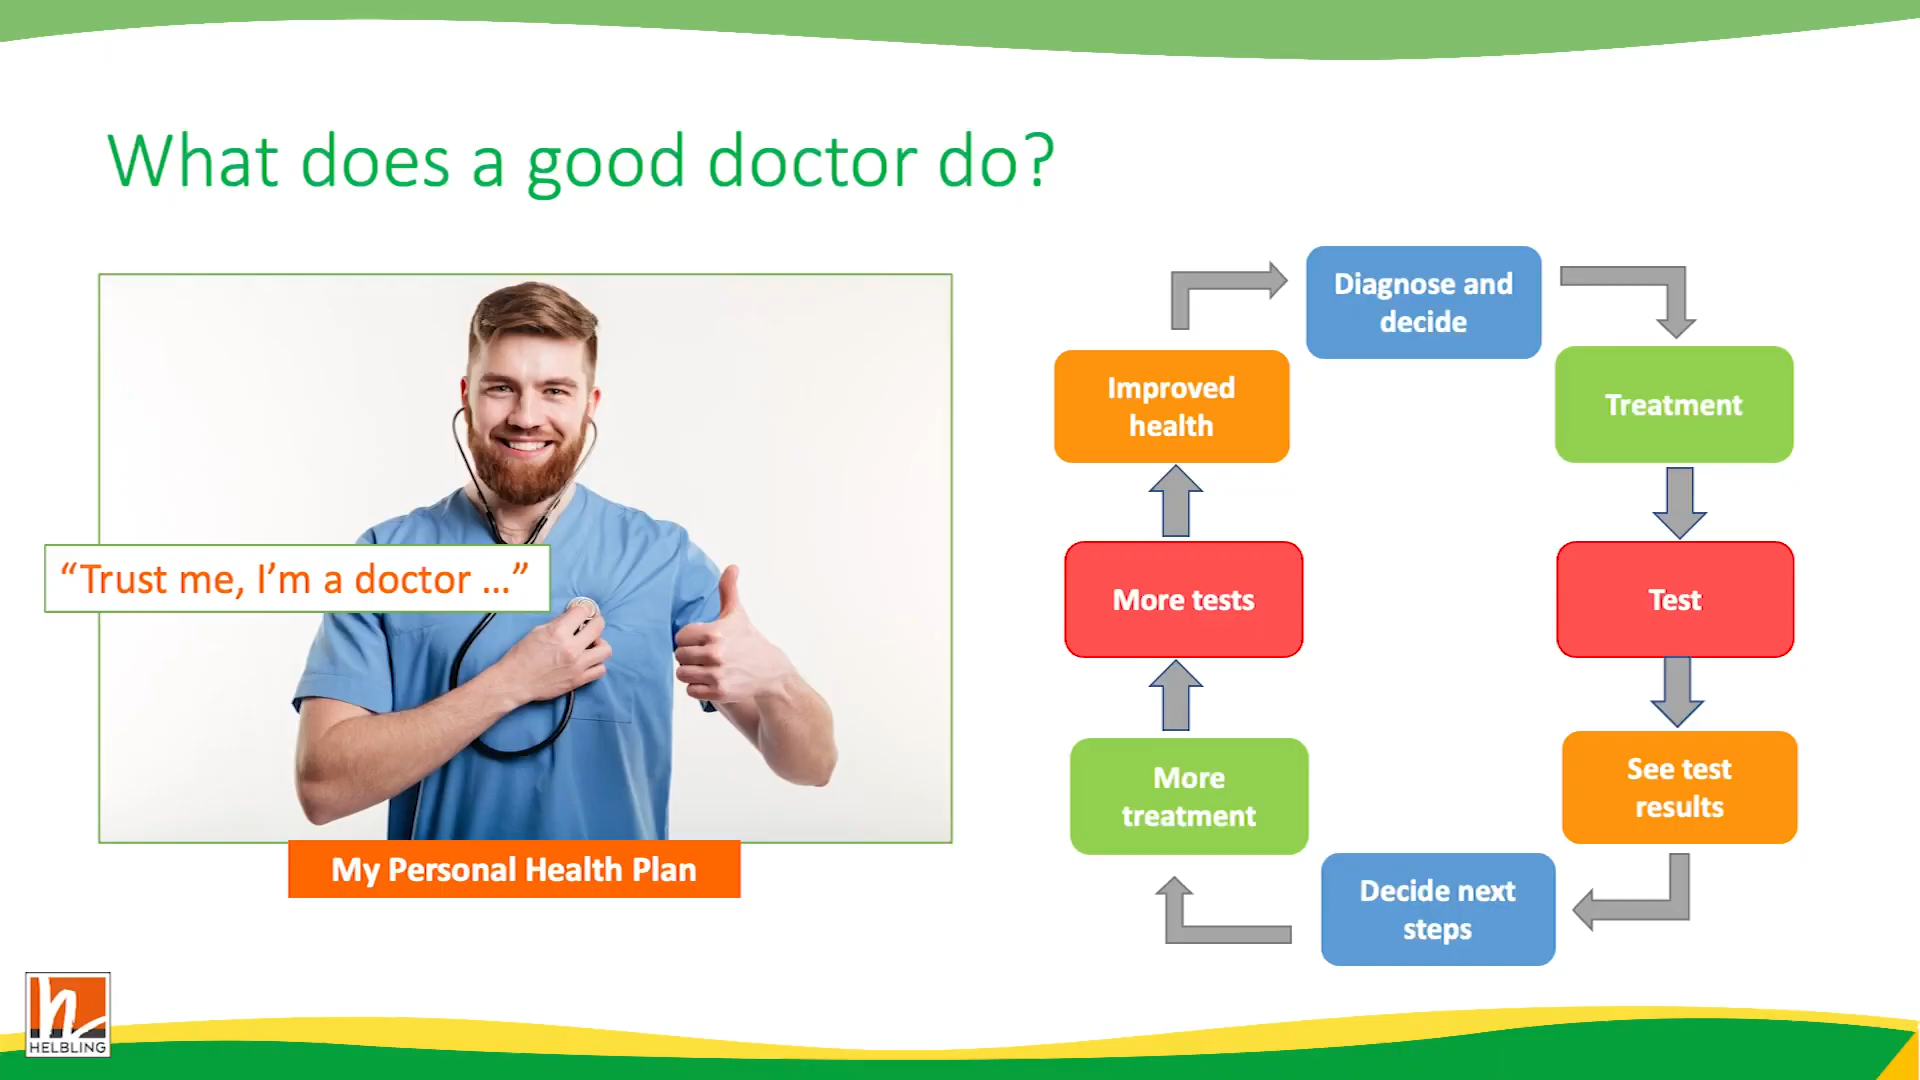 What does a good doctor do?
“Trust me, I’m a doctor ...”
My Personal Health Plan
Diagnose and
decide
Treatment
Test
See test
results
Decide next
steps
More
treatment
More tests
Improved
health
h
HELBLING